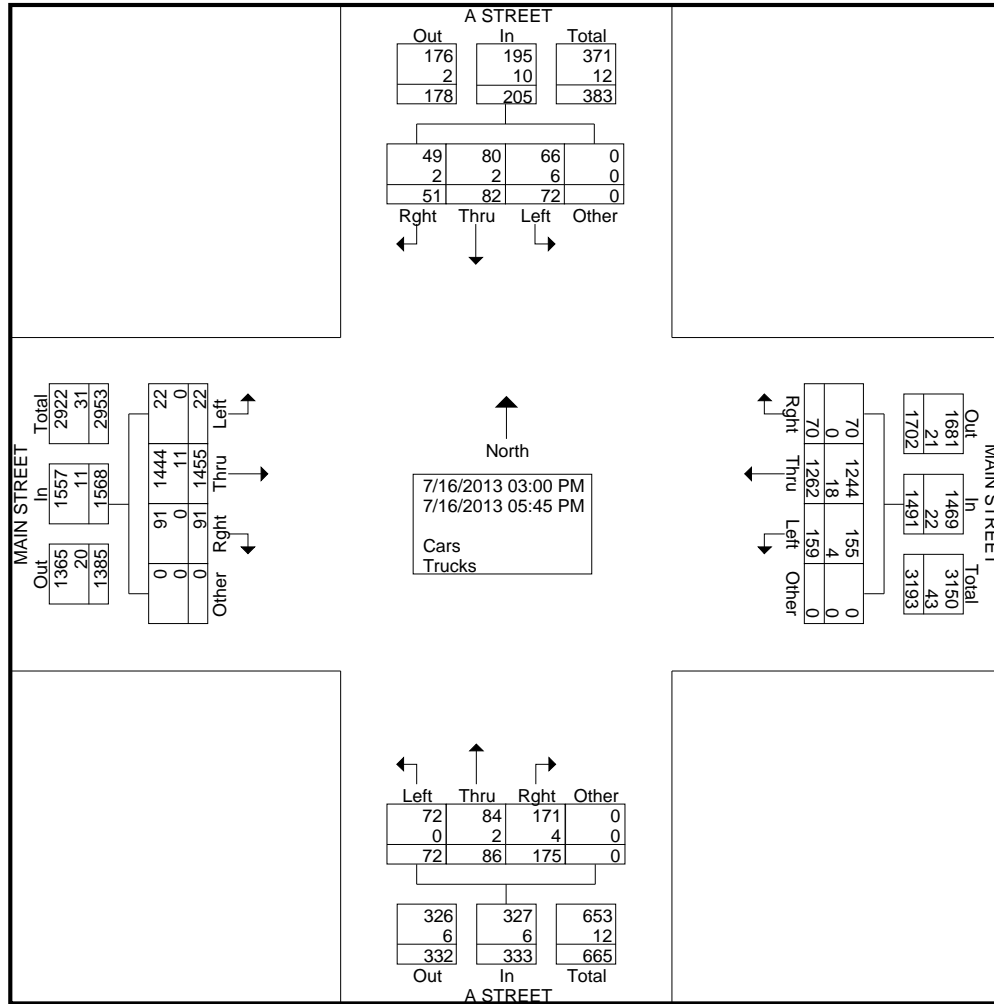 A STREET
Out In Total
176 195 371
2 10 12
178 205 383
49 80 66 0
2 2 6 0
51 82 72 0
Rght Thru Left Other
MAIN STREET
Total In Out
2922 1557 1365
31 11 20
2953 1568 1385
22 1444 91 0
0 11 0 0
22 1455 91 0
Left Thru Rght Other
North
7/16/2013 03:00 PM
7/16/2013 05:45 PM
Cars
Trucks
Rght Thru Left Other
70 1244 155 0
0 18 4 0
70 1262 159 0
MAIN STREET
Out In Total
1681 1469 3150
21 22 43
1702 1491 3193
Left Thru Rght Other
72 84 171 0
0 2 4 0
72 86 175 0
326 327 653
6 6 12
332 333 665
Out In Total
A STREET